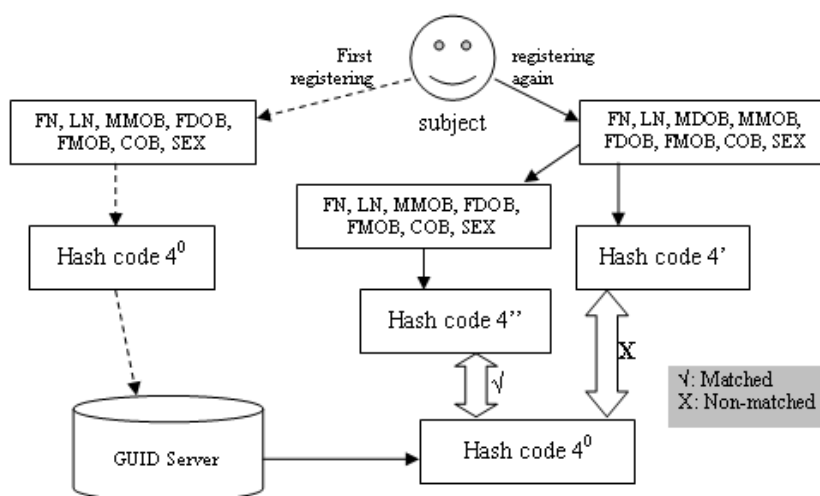 First
registering
registering
again
subject
FN, LN, MMOB, FDOB,
FMOB, COB, SEX
FN, LN, MDOB, MMOB,
FDOB, FMOB, COB, SEX
FN, LN, MMOB, FDOB,
FMOB, COB, SEX
Hash code 4⁰
Hash code 4’
Hash code 4’’
√
X
√: Matched
X: Non-matched
GUID Server
Hash code 4⁰